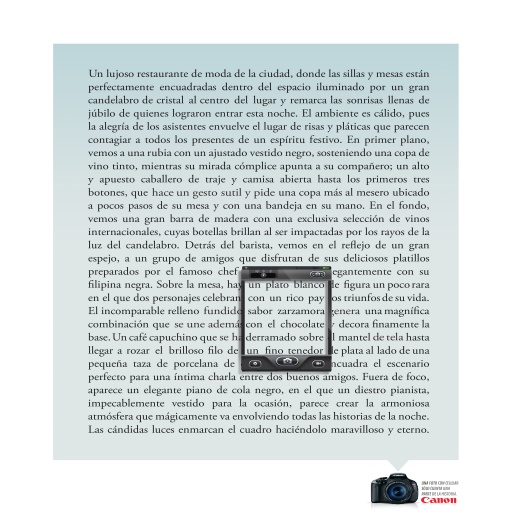 Un lujoso restaurante de moda de la ciudad, donde las sillas y mesas están
perfectamente encuadradas dentro del espacio iluminado por un gran
candelabro de cristal al centro del lugar y remarca las sonrisas llenas de
júbilo de quienes lograron entrar esta noche. El ambiente es cálido, pues
la alegría de los asistentes envuelve el lugar de risas y pláticas que parecen
contagiar a todos los presentes de un espíritu festivo. En primer plano,
vemos a una rubia con un ajustado vestido negro, sosteniendo una copa de
vino tinto, mientras su mirada cómplice apunta a su compañero; un alto
y apuesto caballero de traje y camisa abierta hasta los primeros tres
botones, que hace un gesto sutil y pide una copa más al mesero ubicado
a pocos pasos de su mesa y con una bandeja en su mano. En el fondo,
vemos una gran barra de madera con una exclusiva selección de vinos
internacionales, cuyas botellas brillan al ser impactadas por los rayos de la
luz del candelabro. Detrás del barista, vemos en el reflejo de un gran
espejo, a un grupo de amigos que disfrutan de sus deliciosos platillos
preparados por el famoso chef egantemente con su
filipina negra. Sobre la mesa, hay un plato blanco de figura un poco rara
en el que dos personajes celebran con un rico pay los triunfos de su vida.
El incomparable relleno fundido sabor zarzamora genera una magnífica
combinación que se une además con el chocolate y decora finamente la
base. Un café capuchino que se ha derramado sobre el mantel de tela hasta
llegar a rozar el brilloso filo de un fino tenedor de plata al lado de una
pequeña taza de porcelana de cuadra el escenario
perfecto para una íntima charla entre dos buenos amigos. Fuera de foco,
aparece un elegante piano de cola negro, en el que un diestro pianista,
impecablemente vestido para la ocasión, parece crear la armoniosa
atmósfera que mágicamente va envolviendo todas las historias de la noche.
Las cándidas luces enmarcan el cuadro haciéndolo maravilloso y eterno.
UNA FOTO CON CELULAR
SÓLO CUENTA UNA
PARTE DE LA HISTORIA.
Canon